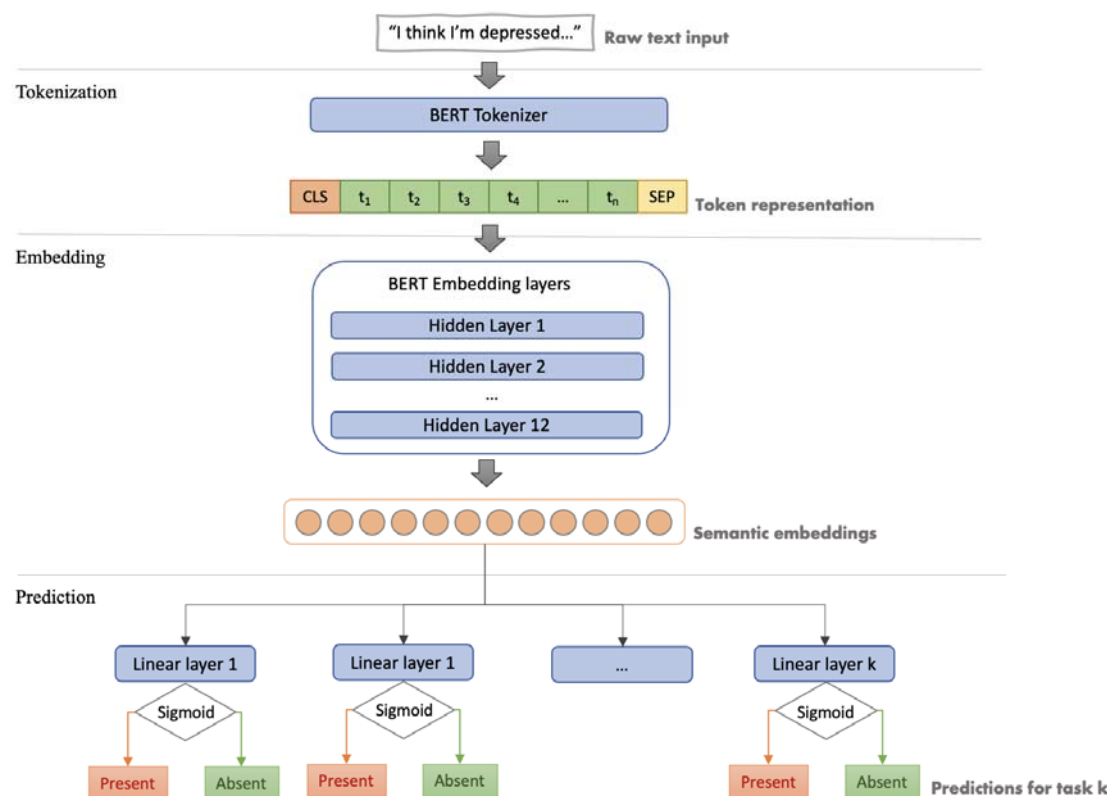 “I think I’m depressed...”
Raw text input
Tokenization
BERT Tokenizer
CLS t1 t2 t3 t4 ... tn SEP
Token representation
Embedding
BERT Embedding layers
Hidden Layer 1
Hidden Layer 2
...
Hidden Layer 12
Semantic embeddings
Prediction
Linear layer 1 Linear layer 1 ... Linear layer k
Sigmoid Sigmoid Sigmoid
Present Absent Present Absent Present Absent
Predictions for task k